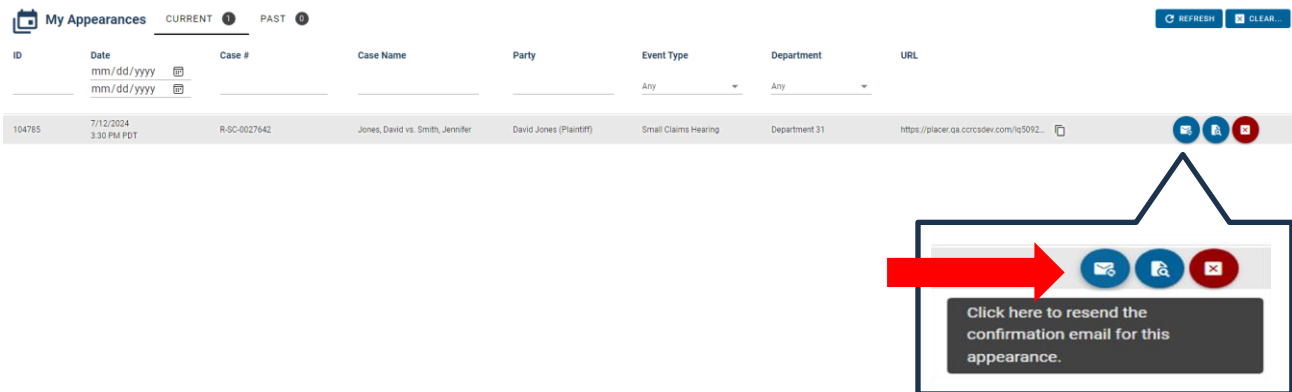 My Appearances CURRENT 1 PAST 0 REFRESH CLEAR...
ID Date Case # Case Name Party Event Type Department URL
mm/dd/yyyy
mm/dd/yyyy Any Any
104785 7/12/2024 3:30 PM PDT R-SC-0027642 Jones, David vs. Smith, Jennifer David Jones (Plaintiff) Small Claims Hearing Department 31 https://placer.qa.ccrcsdev.com/iq5092...
Click here to resend the
confirmation email for this
appearance.